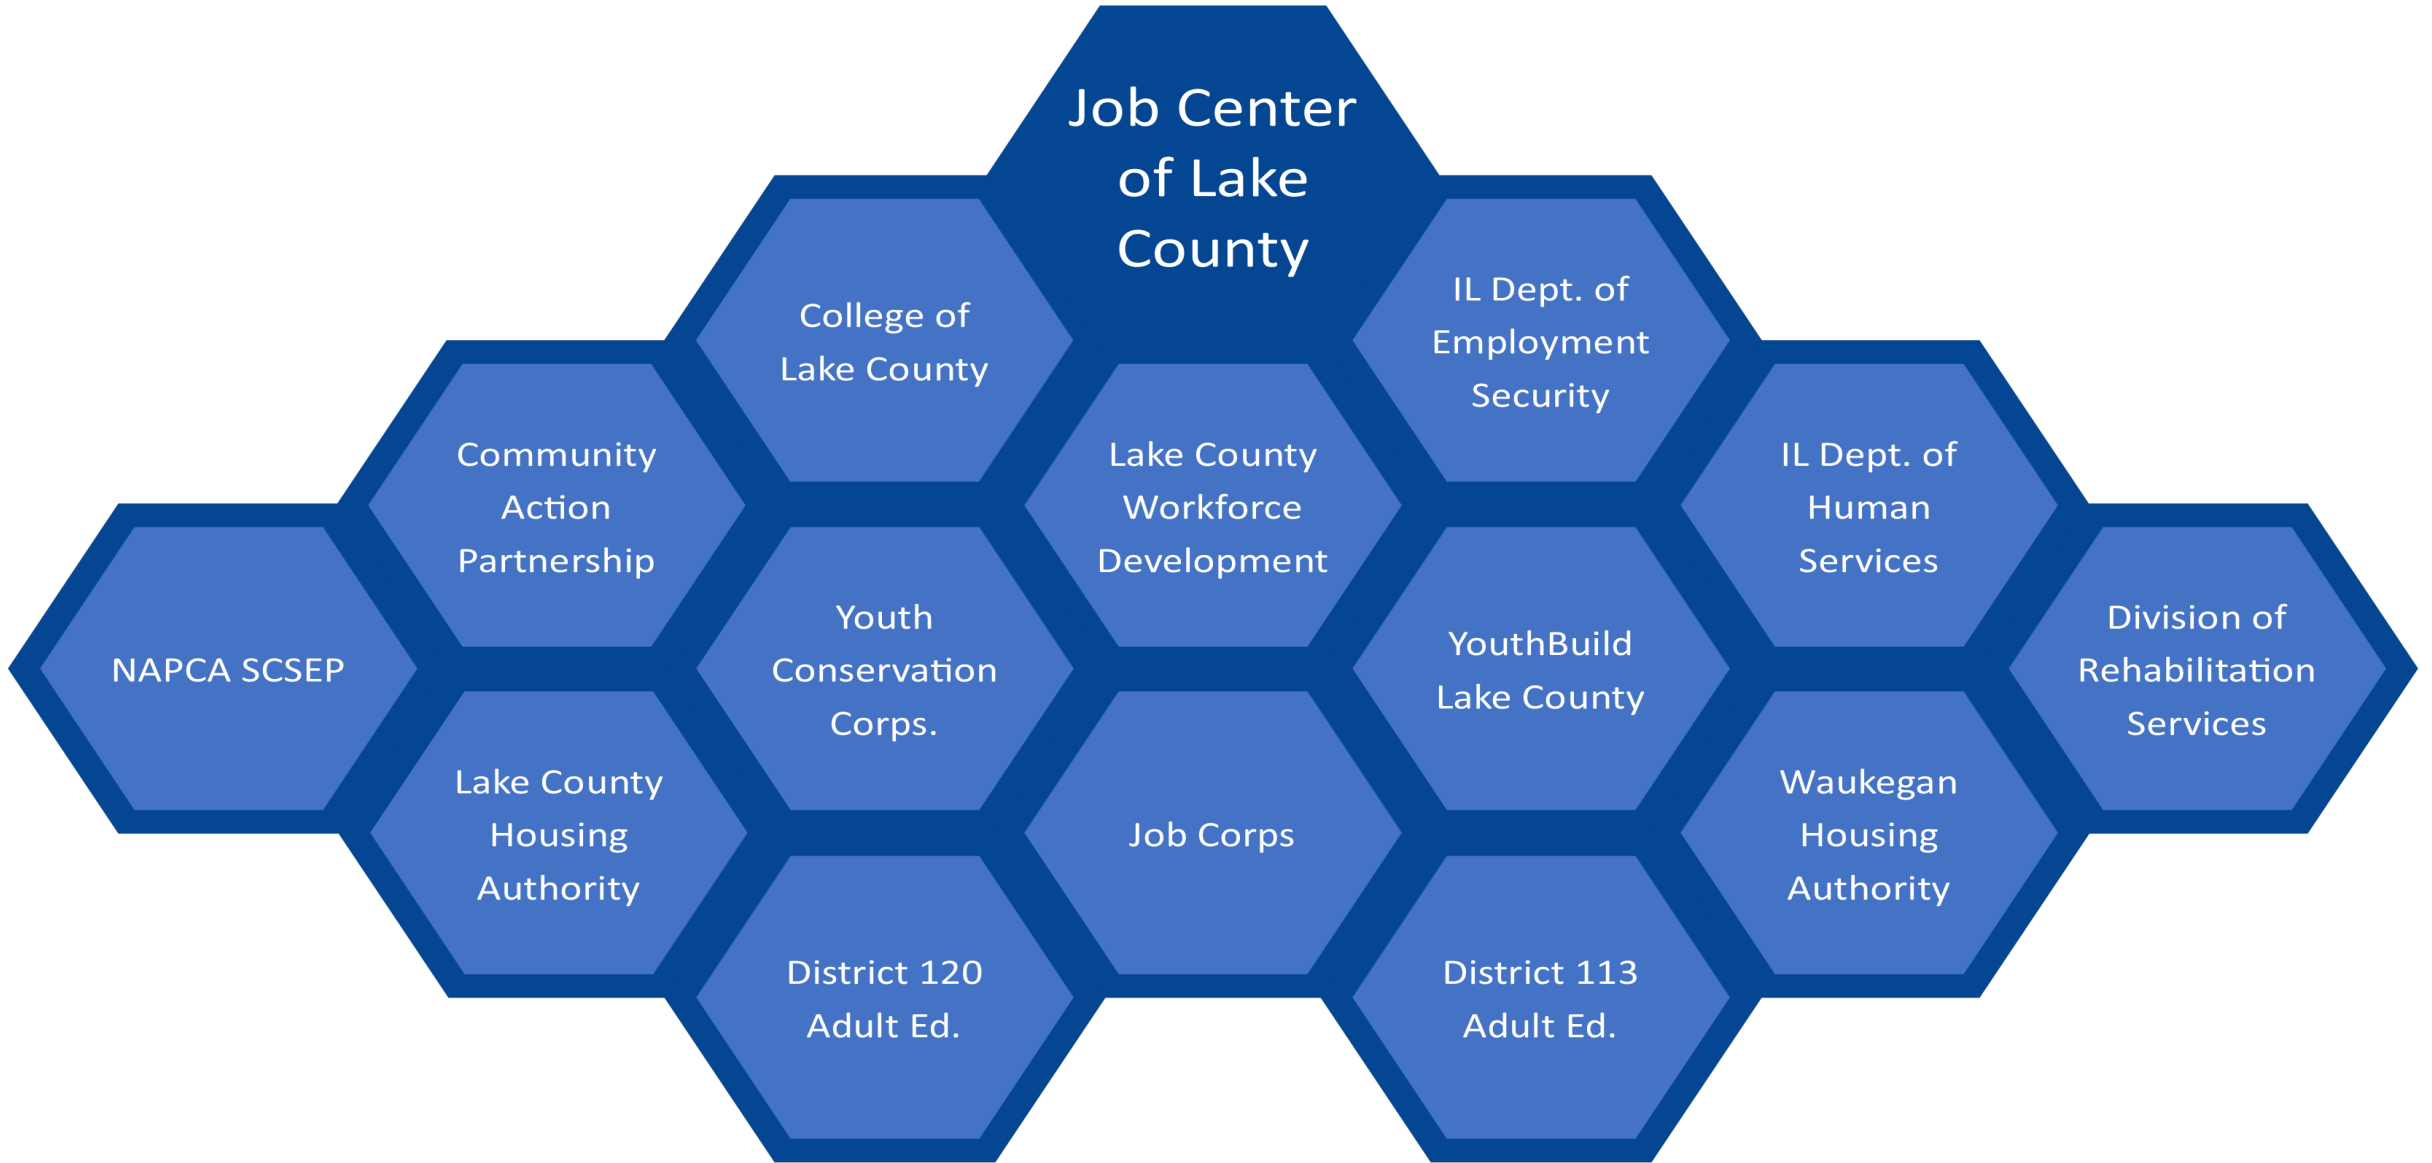 Job Center
of Lake
County
College of
Lake County
IL Dept. of
Employment
Security
Community
Action
Partnership
Lake County
Workforce
Development
IL Dept. of
Human
Services
NAPCA SCSEP
Youth
Conservation
Corps.
YouthBuild
Lake County
Division of
Rehabilitation
Services
Lake County
Housing
Authority
Job Corps
Waukegan
Housing
Authority
District 120
Adult Ed.
District 113
Adult Ed.